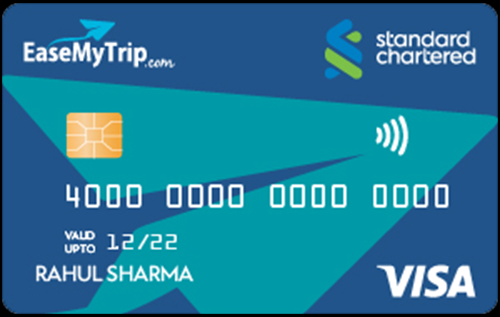 EaseMyTrip.com
standard
chartered
4000 0000 0000 0000
VALID
UPTO 12/22
RAHUL SHARMA
VISA